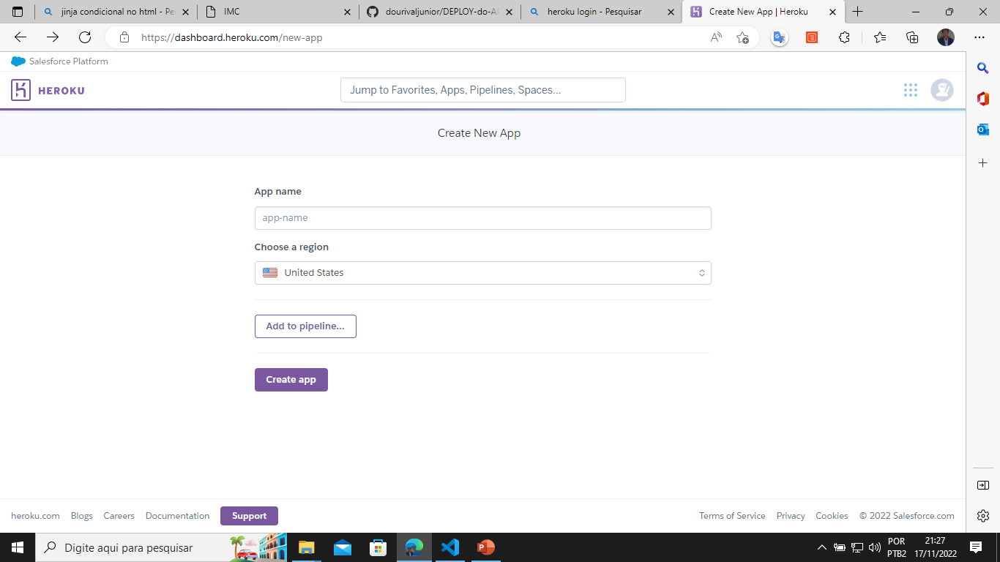 jinja condicional no html - Pe
IMC
dourivaljunior/DEPLOY-do-AP
heroku login - Pesquisar
Create New App | Heroku
https://dashboard.heroku.com/new-app
Salesforce Platform
HEROKU
Jump to Favorites, Apps, Pipelines, Spaces...
Create New App
App name
app-name
Choose a region
United States
Add to pipeline...
Create app
heroku.com Blogs Careers Documentation Support Terms of Service Privacy Cookies © 2022 Salesforce.com
Digite aqui para pesquisar
POR
PTB2
21:27
17/11/2022